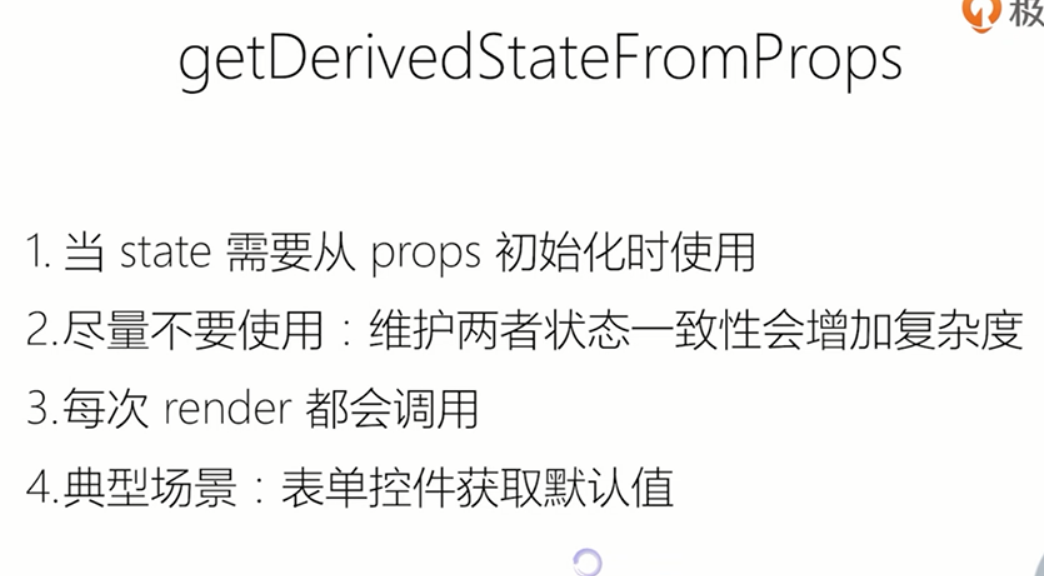 极
getDerivedStateFromProps
1. 当 state 需要从 props 初始化时使用
2.尽量不要使用：维护两者状态一致性会增加复杂度
3.每次 render 都会调用
4.典型场景：表单控件获取默认值